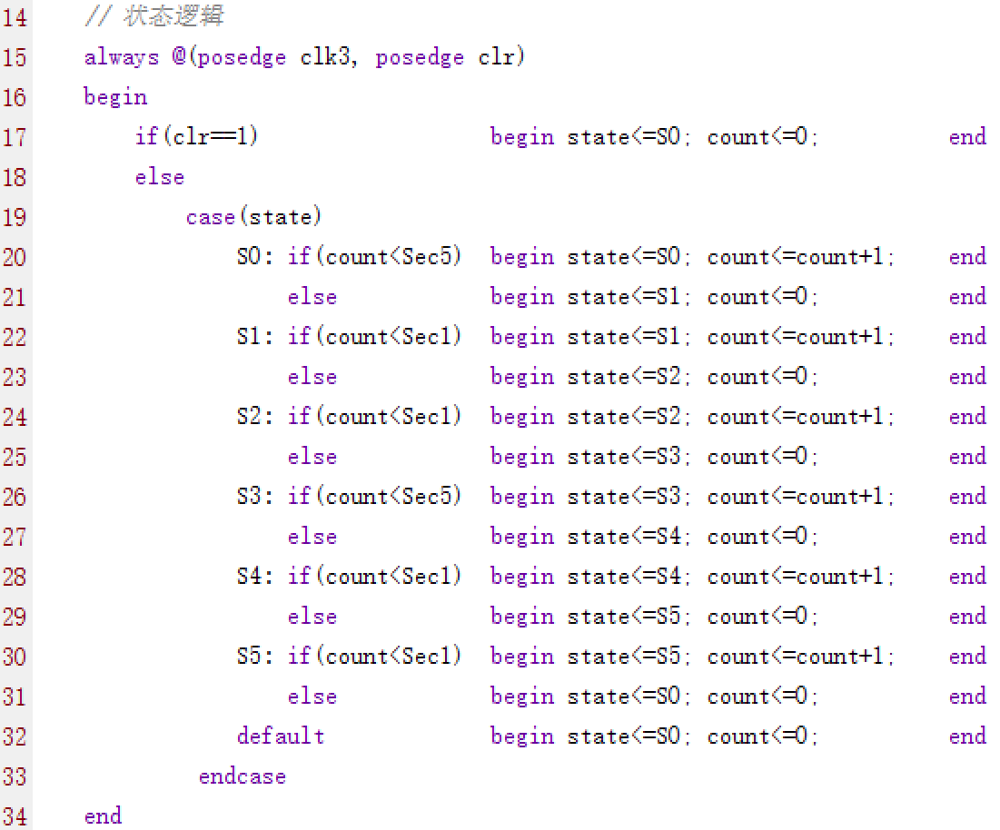 14 // 状态逻辑
15 always @(posedge clk3, posedge clr)
16 begin
17 if(clr==1) begin state<=S0; count<=0; end
18 else
19 case(state)
20 S0: if(count<Sec5) begin state<=S0; count<=count+1; end
21 else begin state<=S1; count<=0; end
22 S1: if(count<Sec1) begin state<=S1; count<=count+1; end
23 else begin state<=S2; count<=0; end
24 S2: if(count<Sec1) begin state<=S2; count<=count+1; end
25 else begin state<=S3; count<=0; end
26 S3: if(count<Sec5) begin state<=S3; count<=count+1; end
27 else begin state<=S4; count<=0; end
28 S4: if(count<Sec1) begin state<=S4; count<=count+1; end
29 else begin state<=S5; count<=0; end
30 S5: if(count<Sec1) begin state<=S5; count<=count+1; end
31 else begin state<=S0; count<=0; end
32 default begin state<=S0; count<=0; end
33 endcase
34 end